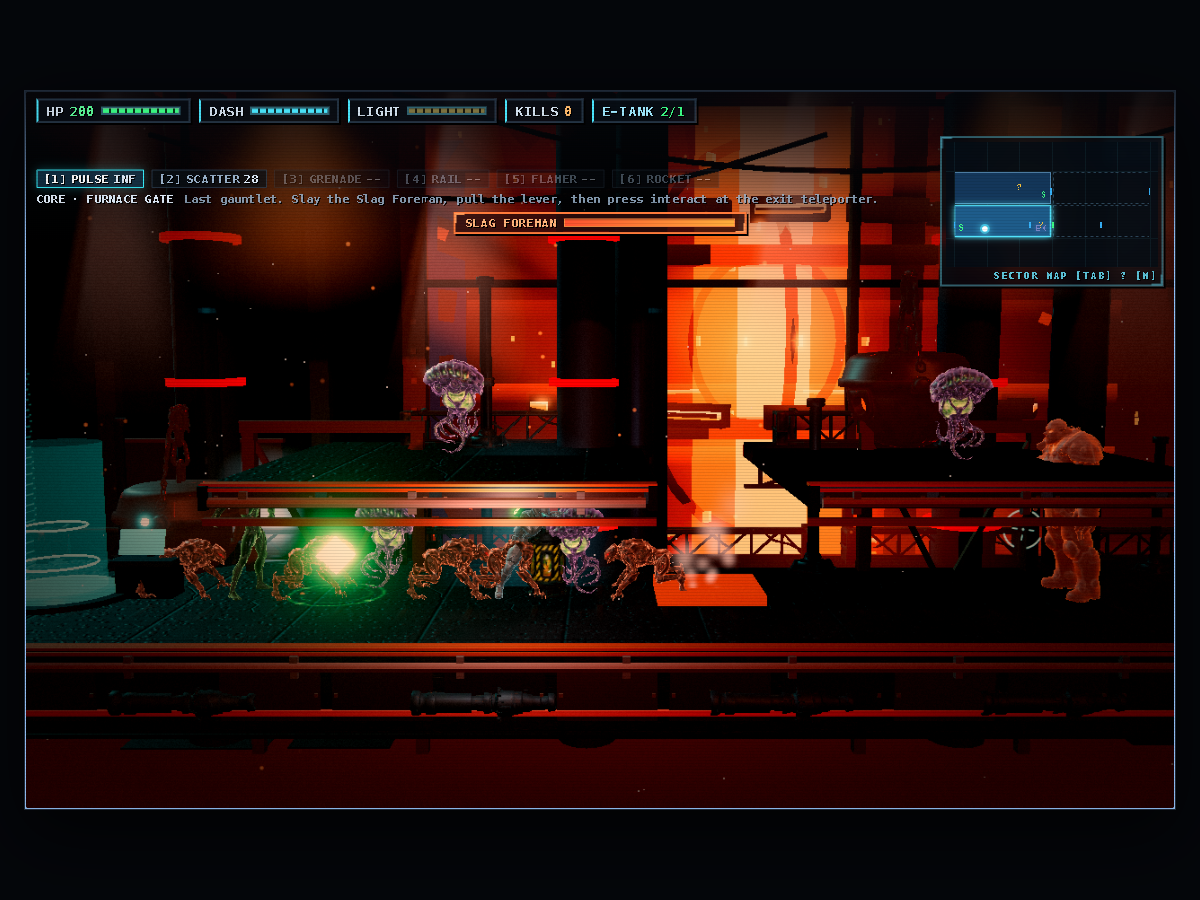 HP 200 DASH LIGHT KILLS 0 E-TANK 2/1
[1] PULSE INF [2] SCATTER 28 [3] GRENADE -- [4] RAIL -- [5] FLAMER -- [6] ROCKET --
CORE · FURNACE GATE Last gauntlet. Slay the Slag Foreman, pull the lever, then press interact at the exit teleporter.
SLAG FOREMAN
? S
S ?
SECTOR MAP [TAB] ? [M]